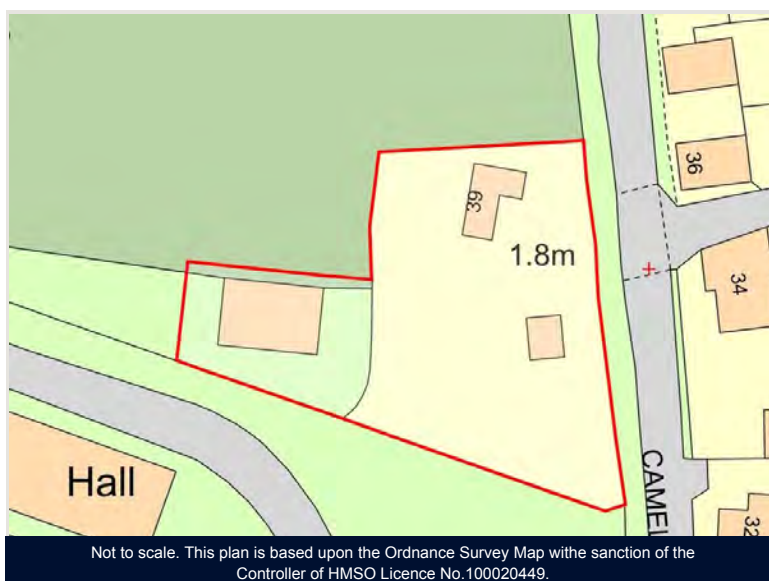 36
39
1.8m
34
Hall
CAMEL
32
Not to scale. This plan is based upon the Ordnance Survey Map withe sanction of the
Controller of HMSO Licence No.100020449.